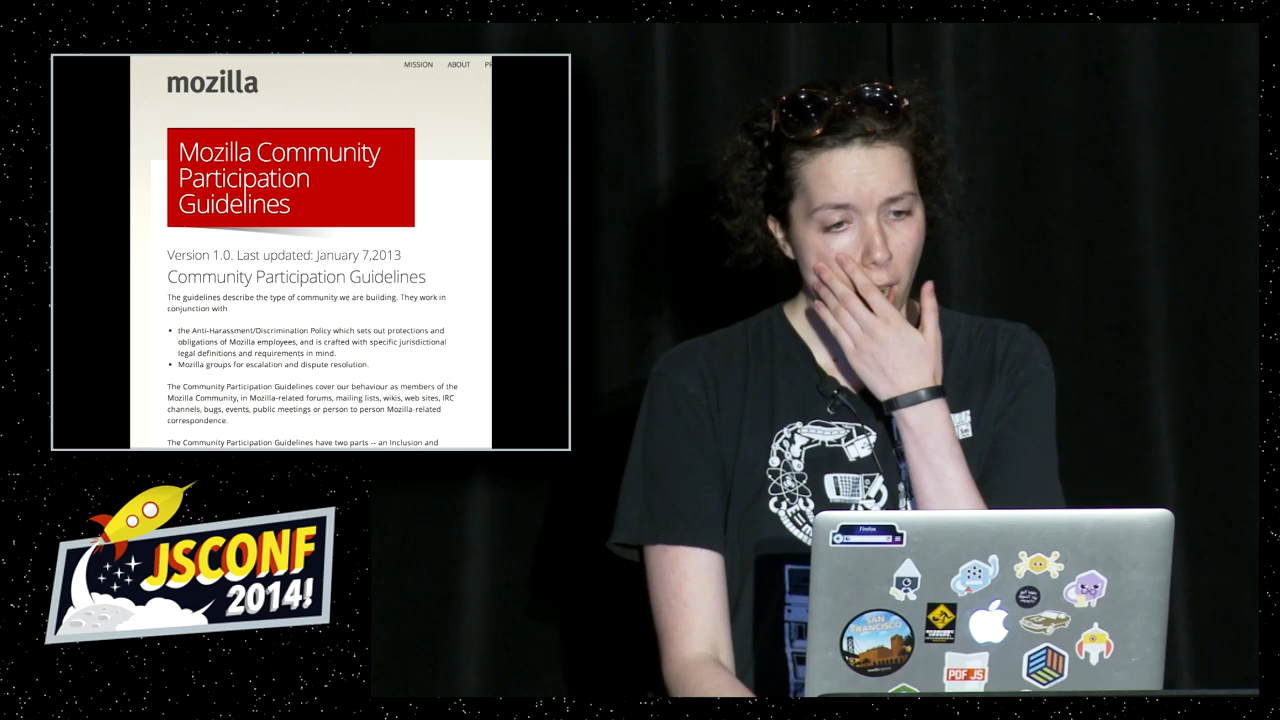 MISSION ABOUT
mozilla
Mozilla Community
Participation
Guidelines
Version 1.0. Last updated: January 7,2013
Community Participation Guidelines
The guidelines describe the type of community we are building. They work in
conjunction with
the Anti-Harassment/Discrimination Policy which sets out protections and
obligations of Mozilla employees, and is crafted with specific jurisdictional
legal definitions and requirements in mind.
Mozilla groups for escalation and dispute resolution.
The Community Participation Guidelines cover our behaviour as members of the
Mozilla Community, in Mozilla-related forums, mailing lists, wikis, web sites, IRC
channels, bugs, events, public meetings or person to person Mozilla-related
correspondence.
The Community Participation Guidelines have two parts -- an Inclusion and
JSCONF
2014!
Firefox
SAN
FRANCISCO
PDF JS